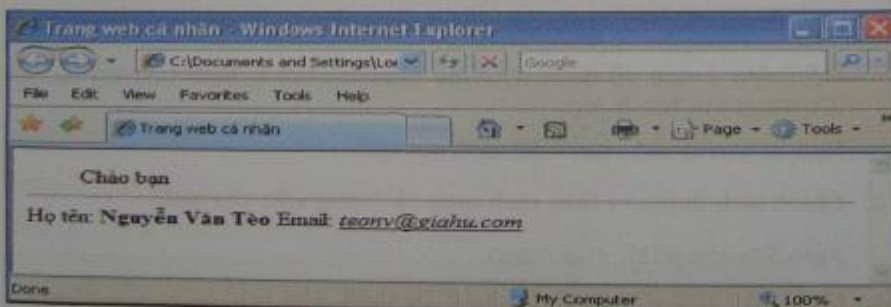 Trang web cá nhân - Windows Internet Explorer
C:\Documents and Settings\Lo Google
File Edit View Favorites Tools Help
Trang web cá nhân Page Tools
Chào bạn
Họ tên: Nguyễn Văn Tèo Email: teonv@giahu.com
Done My Computer 100%